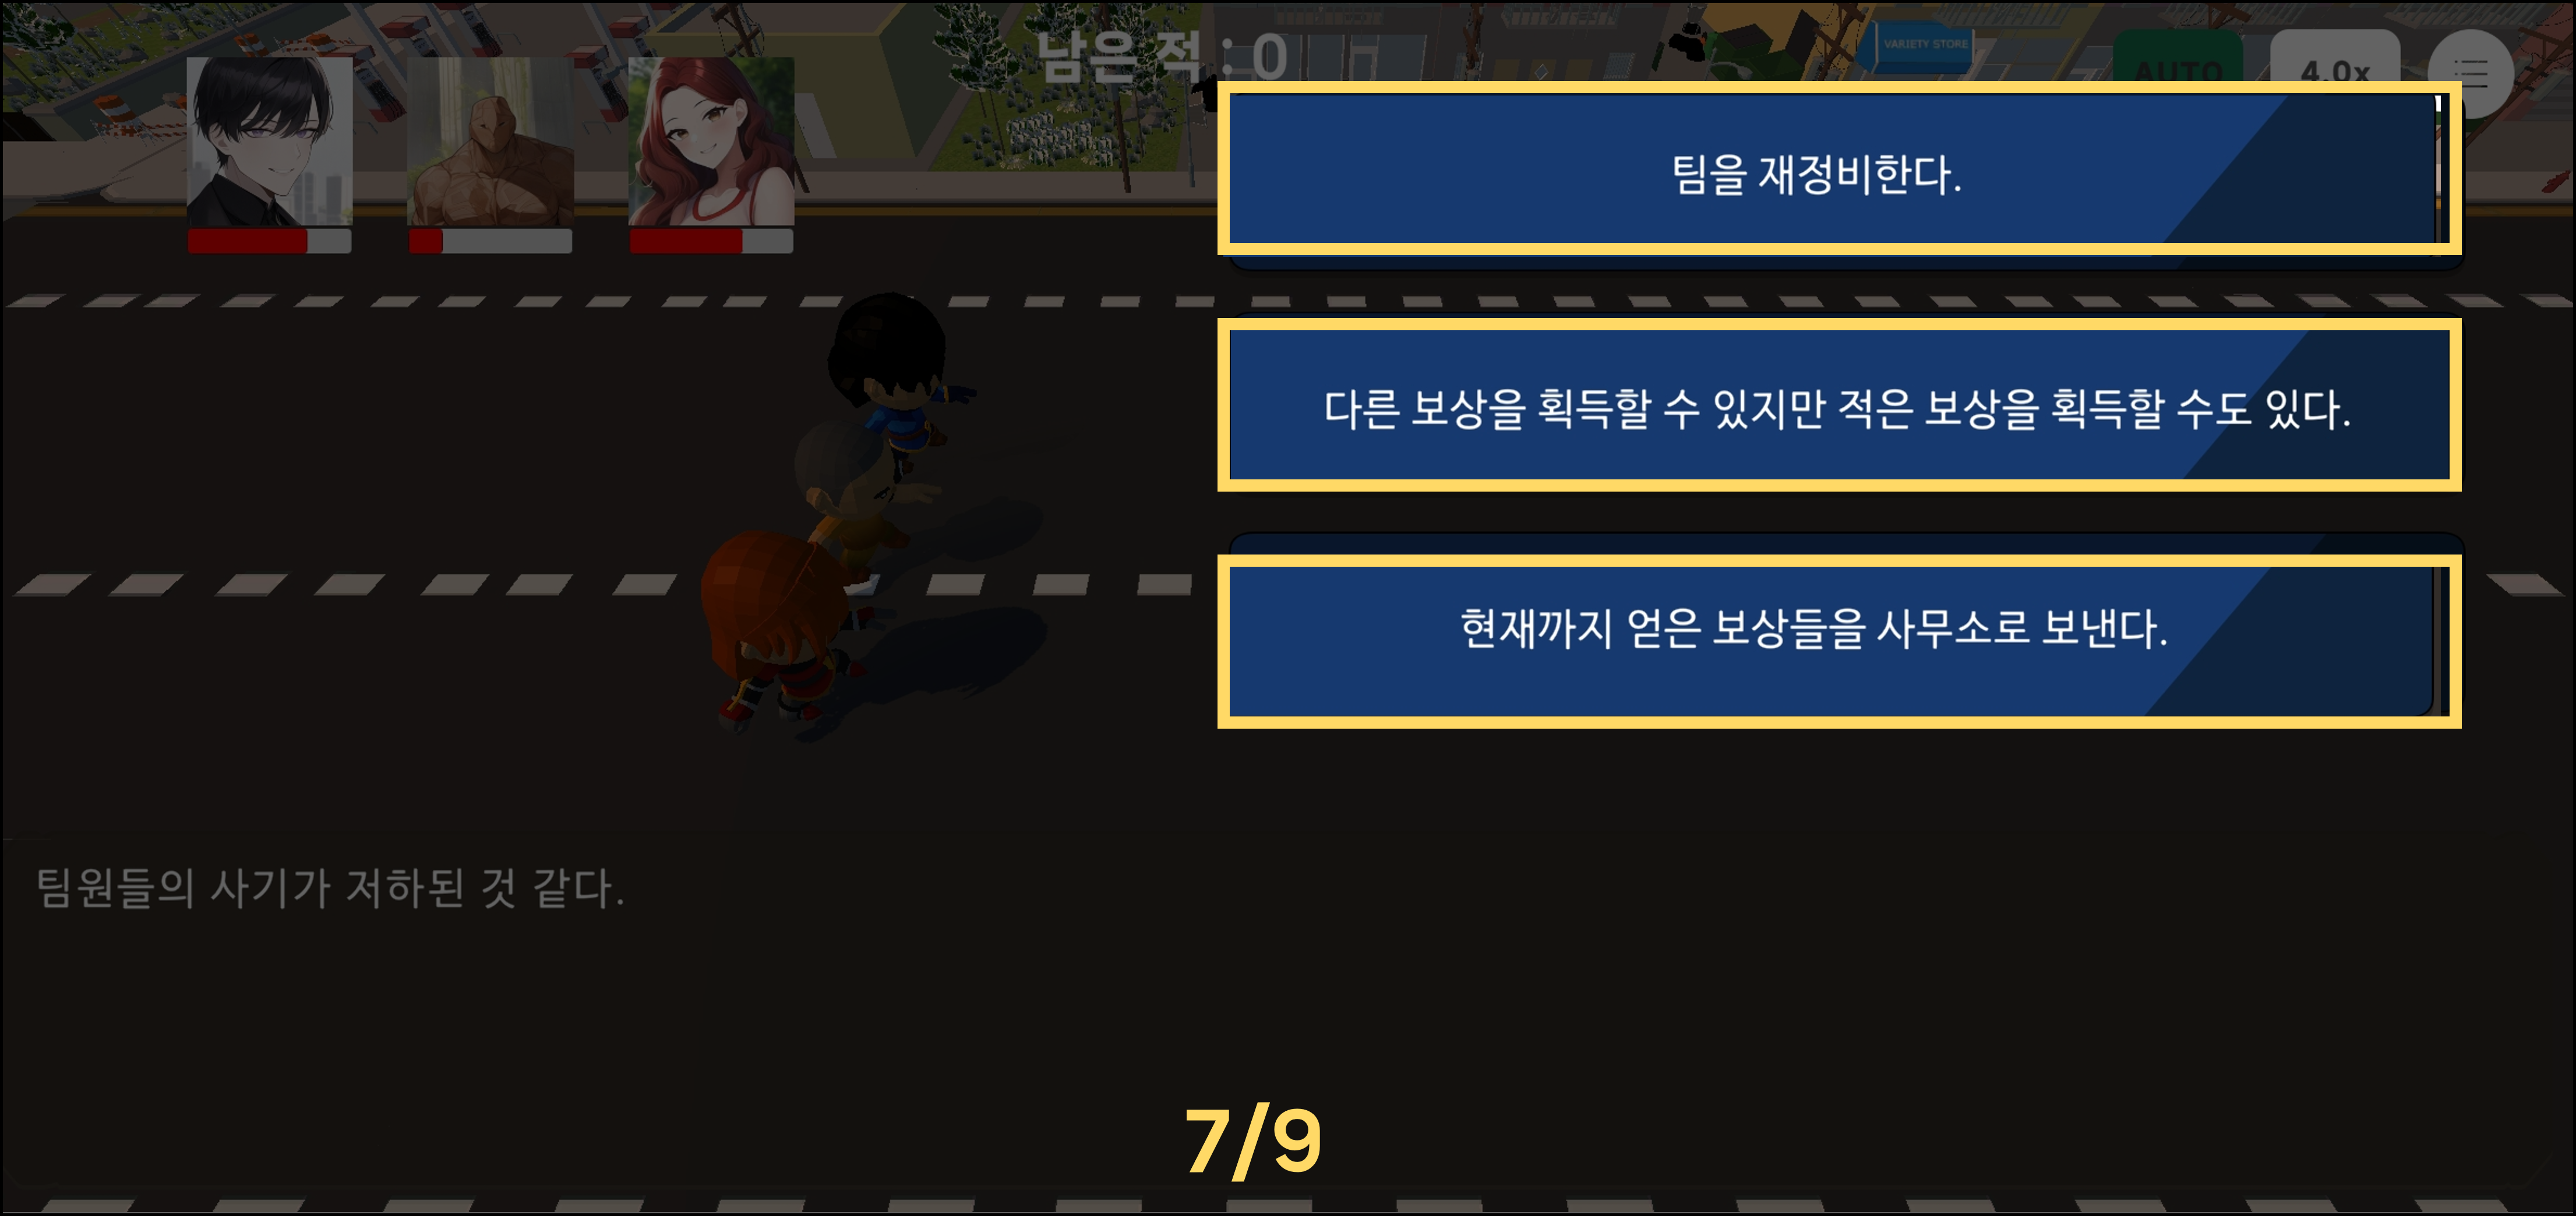 남은 적 : 0
VARIETY STORE
AUTO
4.0x
팀을 재정비한다.
다른 보상을 획득할 수 있지만 적은 보상을 획득할 수도 있다.
현재까지 얻은 보상들을 사무소로 보낸다.
팀원들의 사기가 저하된 것 같다.
7/9